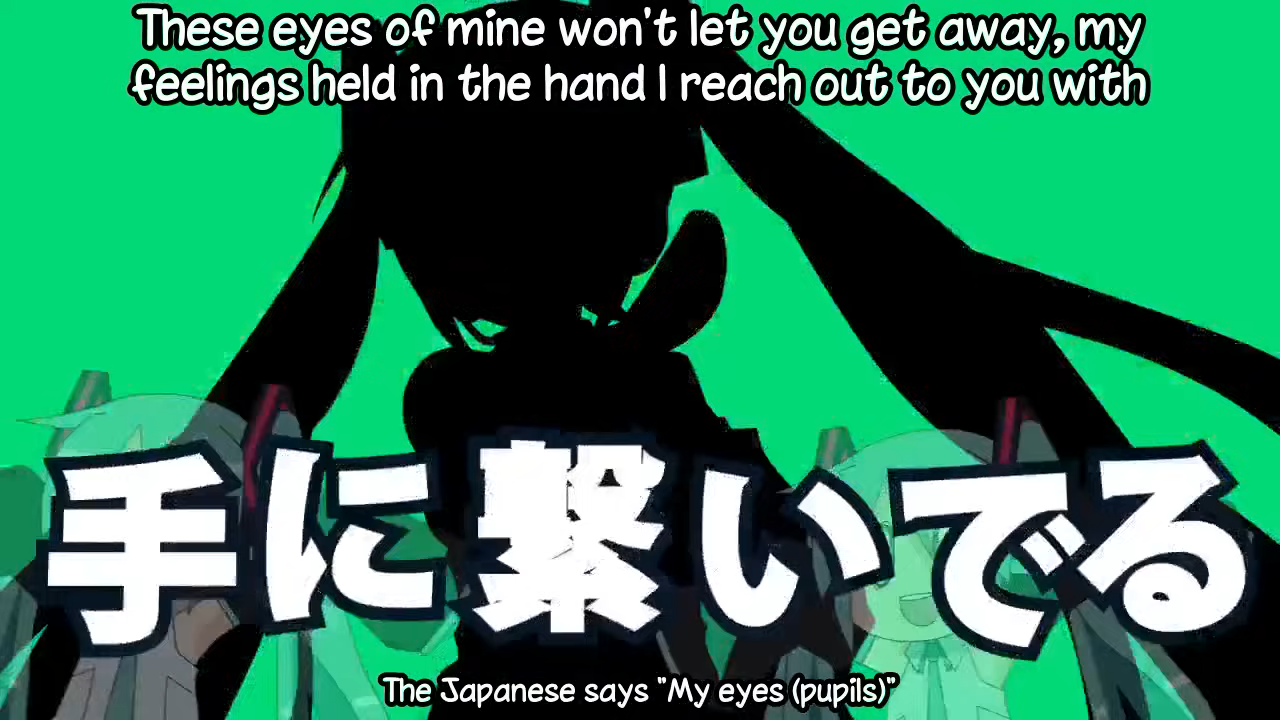 These eyes of mine won't let you get away, my
feelings held in the hand I reach out to you with
手に繋いでる
The Japanese says "My eyes (pupils)"